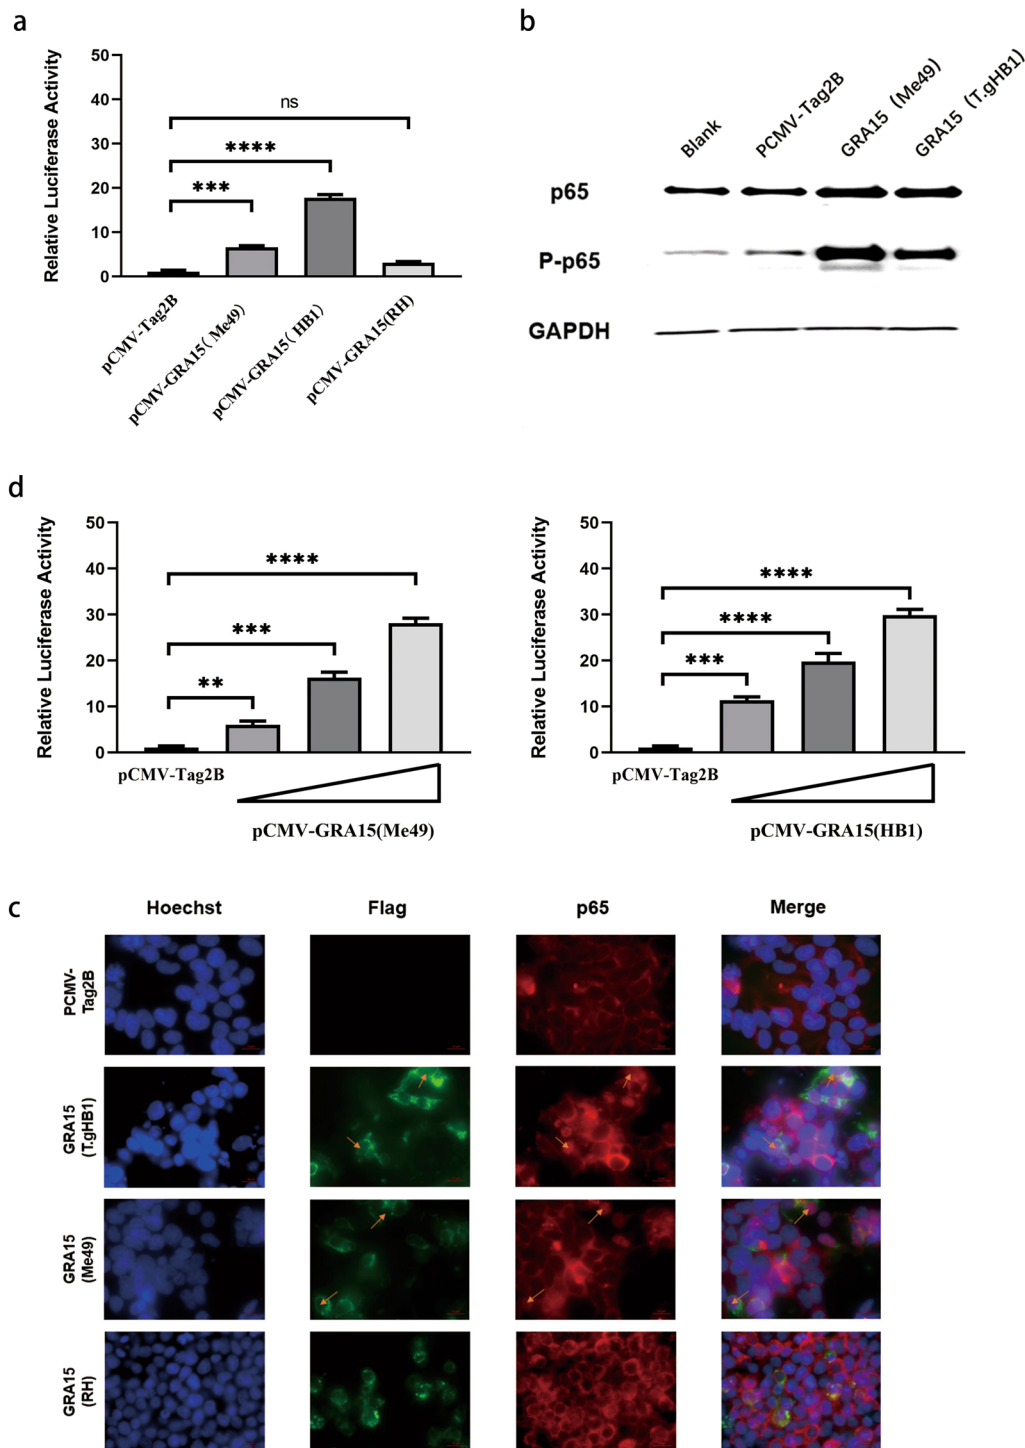 a
50
40
30
20
10
0
Relative Luciferase Activity
ns
****
***
pCMV-Tag2B
pCMV-GRA15（Me49）
pCMV-GRA15（HB1）
pCMV-GRA15(RH)
b
Blank
PCMV-Tag2B
GRA15（Me49）
GRA15（T.gHB1）
p65
P-p65
GAPDH
d
50
40
30
20
10
0
Relative Luciferase Activity
****
***
**
pCMV-Tag2B
pCMV-GRA15(Me49)
50
40
30
20
10
0
Relative Luciferase Activity
****
****
***
pCMV-Tag2B
pCMV-GRA15(HB1)
c
Hoechst Flag p65 Merge
PCMV-
Tag2B
GRA15
(T.gHB1)
GRA15
(Me49)
GRA15
(RH)